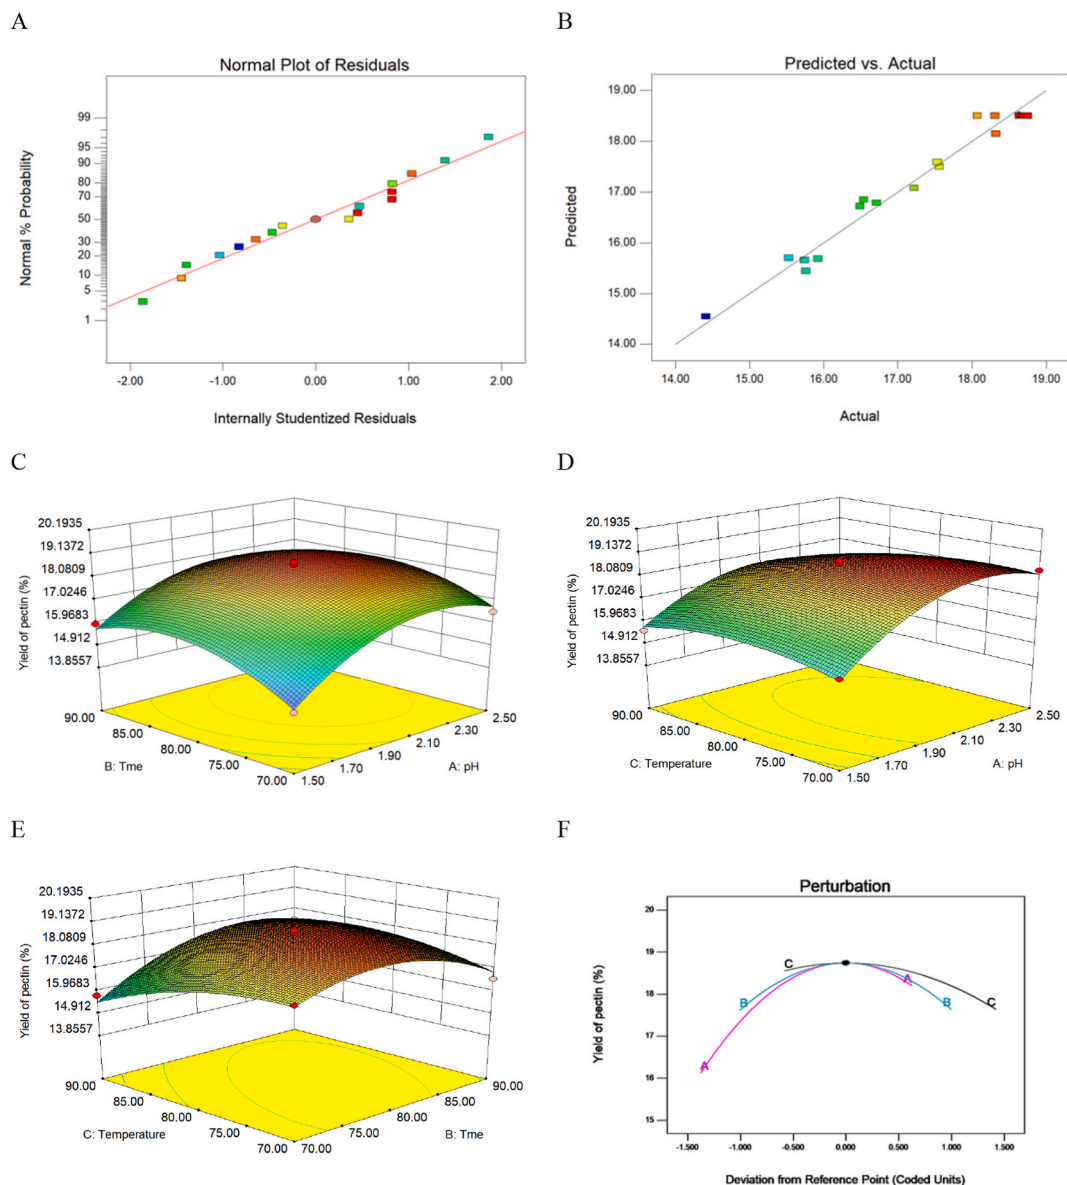 A
Normal Plot of Residuals
Normal % Probability
99
95
90
80
70
50
30
20
10
5
1
-2.00 -1.00 0.00 1.00 2.00
Internally Studentized Residuals
B
Predicted vs. Actual
Predicted
19.00
18.00
17.00
16.00
15.00
14.00
14.00 15.00 16.00 17.00 18.00 19.00
Actual
C
Yield of pectin (%)
20.1935
19.1372
18.0809
17.0246
15.9683
14.912
13.8557
90.00
85.00
80.00
75.00
70.00
B: Tme
1.50
1.70
1.90
2.10
2.30
2.50
A: pH
D
Yield of pectin (%)
20.1935
19.1372
18.0809
17.0246
15.9683
14.912
13.8557
90.00
85.00
80.00
75.00
70.00
C: Temperature
1.50
1.70
1.90
2.10
2.30
2.50
A: pH
E
Yield of pectin (%)
20.1935
19.1372
18.0809
17.0246
15.9683
14.912
13.8557
90.00
85.00
80.00
75.00
70.00
C: Temperature
70.00
75.00
80.00
85.00
90.00
B: Tme
F
Perturbation
Yield of pectin (%)
20
19
18
17
16
15
C
A
B
B
C
A
-1.500 -1.000 -0.500 0.000 0.500 1.000 1.500
Deviation from Reference Point (Coded Units)